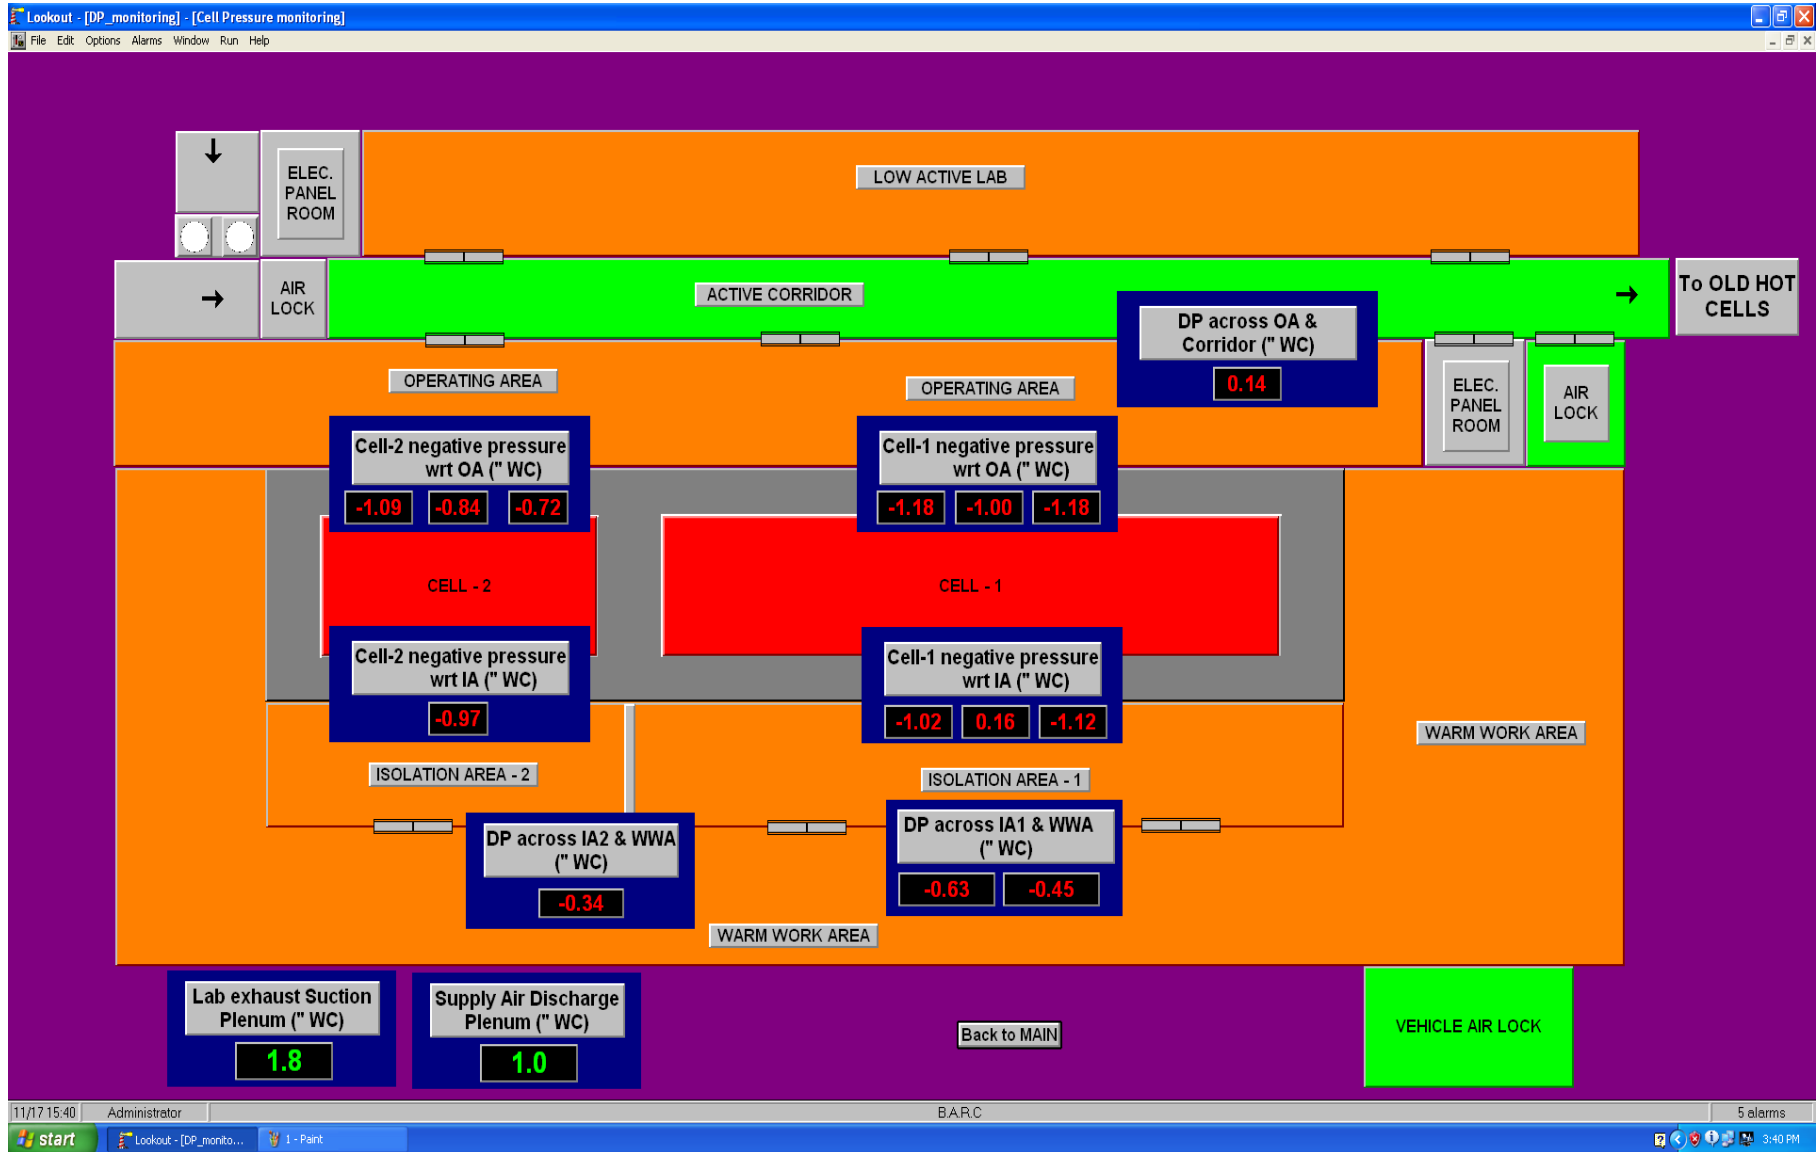 Lookout - [DP_monitoring] - [Cell Pressure monitoring]
File Edit Options Alarms Window Run Help
ELEC.
PANEL
ROOM
LOW ACTIVE LAB
AIR
LOCK
ACTIVE CORRIDOR
To OLD HOT
CELLS
DP across OA &
Corridor (" WC)
0.14
OPERATING AREA
OPERATING AREA
ELEC.
PANEL
ROOM
AIR
LOCK
Cell-2 negative pressure
wrt OA (" WC)
-1.09 -0.84 -0.72
Cell-1 negative pressure
wrt OA (" WC)
-1.18 -1.00 -1.18
CELL - 2
CELL - 1
Cell-2 negative pressure
wrt IA (" WC)
-0.97
Cell-1 negative pressure
wrt IA (" WC)
-1.02 0.16 -1.12
WARM WORK AREA
ISOLATION AREA - 2
ISOLATION AREA - 1
DP across IA2 & WWA
(" WC)
-0.34
DP across IA1 & WWA
(" WC)
-0.63 -0.45
WARM WORK AREA
Lab exhaust Suction
Plenum (" WC)
1.8
Supply Air Discharge
Plenum (" WC)
1.0
Back to MAIN
VEHICLE AIR LOCK
11/17 15:40 Administrator B.A.R.C 5 alarms
start Lookout - [DP_monito... 1 - Paint 3:40 PM